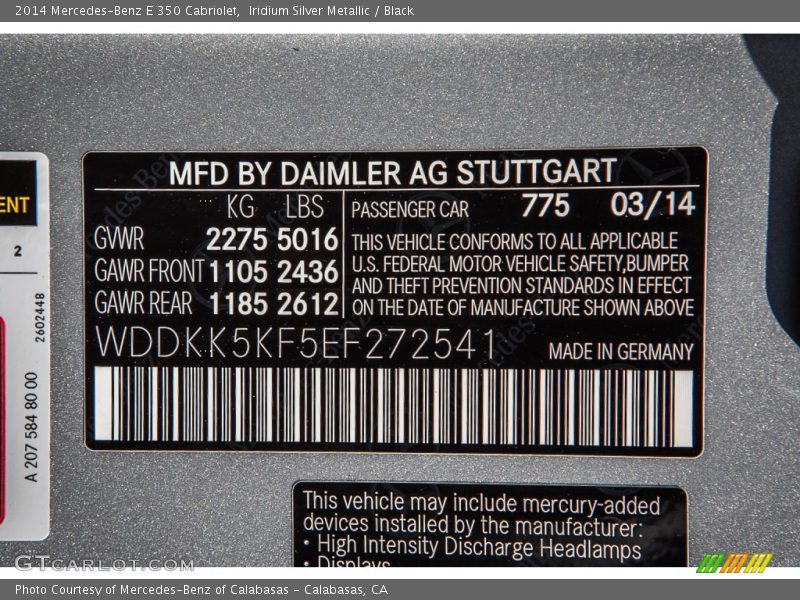 2014 Mercedes-Benz E 350 Cabriolet, Iridium Silver Metallic / Black
MFD BY DAIMLER AG STUTTGART
KG LBS
GWR 2275 5016
GAWR FRONT 1105 2436
GAWR REAR 1185 2612
PASSENGER CAR 775 03/14
THIS VEHICLE CONFORMS TO ALL APPLICABLE
U.S. FEDERAL MOTOR VEHICLE SAFETY,BUMPER
AND THEFT PREVENTION STANDARDS IN EFFECT
ON THE DATE OF MANUFACTURE SHOWN ABOVE
WDDKK5KF5EF272541
MADE IN GERMANY
ENT
2
2602448
A 207 584 80 00
This vehicle may include mercury-added
devices installed by the manufacturer:
• High Intensity Discharge Headlamps
• Displays
GTCARLOT.COM
Photo Courtesy of Mercedes-Benz of Calabasas - Calabasas, CA